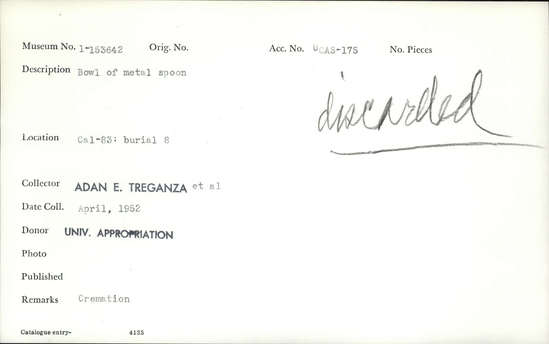 Museum No. 1-153642 Orig. No. Acc. No. UCAS-175 No. Pieces
Description Bowl of metal spoon
discarded
Location Cal-83: burial 8
Collector ADAN E. TREGANZA et al
Date Coll. April, 1952
Donor UNIV. APPROPRIATION
Photo
Published
Remarks Cremation
Catalogue entry- 4135